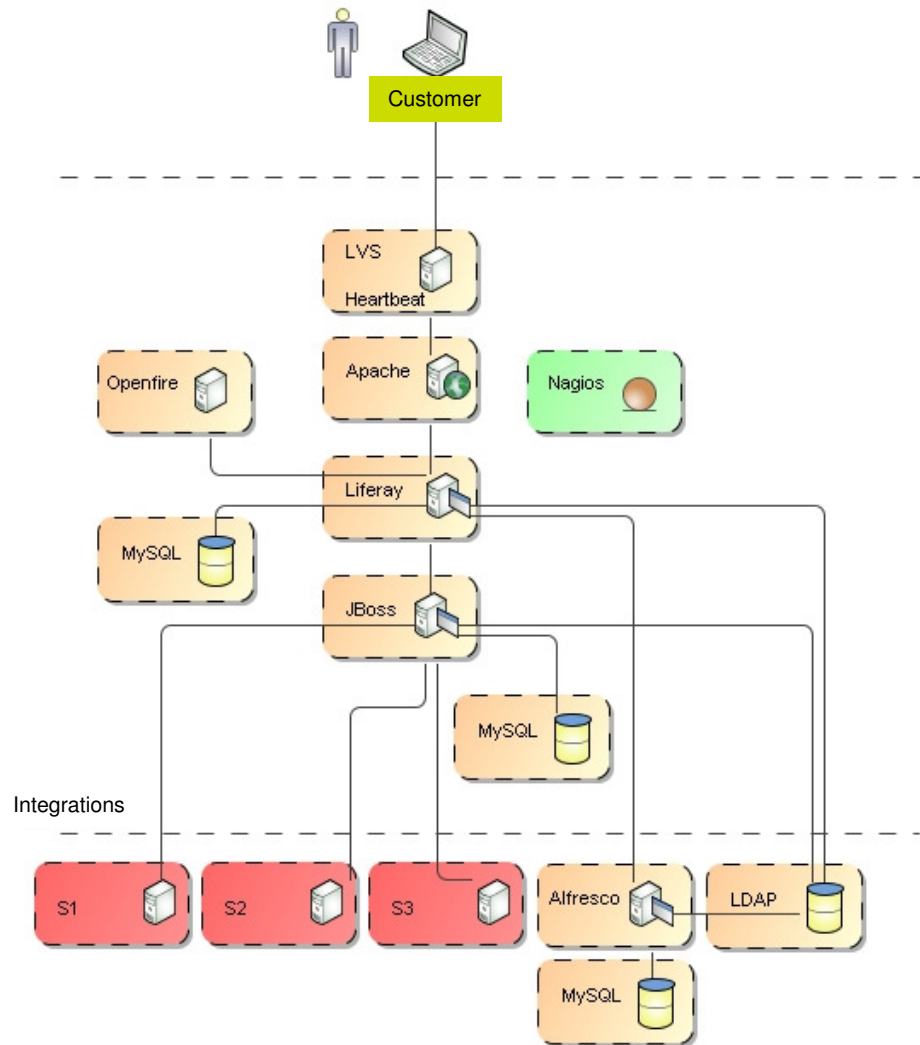 Customer
LVS
Heartbeat
Apache
Openfire
Nagios
Liferay
MySQL
JBoss
MySQL
Integrations
S1
S2
S3
Alfresco
LDAP
MySQL